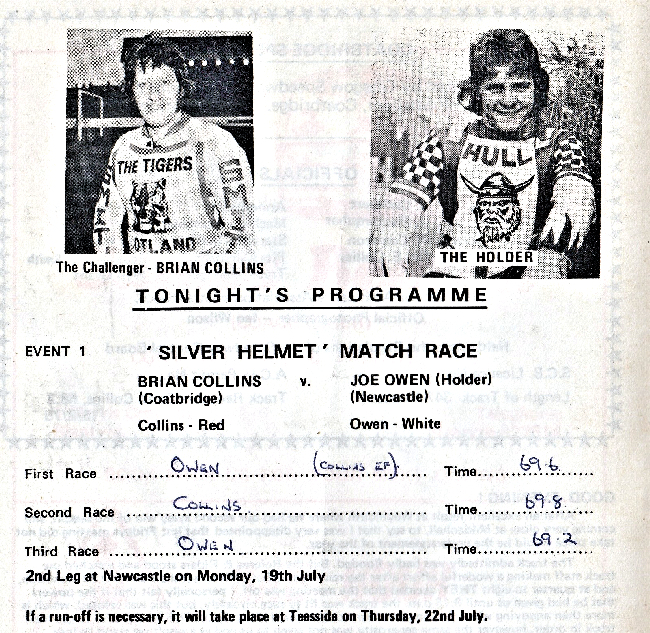 THE TIGERS
HULL
THE HOLDER
The Challenger - BRIAN COLLINS
TONIGHT'S PROGRAMME
EVENT 1 'SILVER HELMET' MATCH RACE
BRIAN COLLINS v. JOE OWEN (Holder)
(Coatbridge) (Newcastle)
Collins - Red Owen - White
First Race OWEN (COLLINS EF). Time 69.6
Second Race COLLINS Time 69.8
Third Race OWEN Time 69.2
2nd Leg at Newcastle on Monday, 19th July
If a run-off is necessary, it will take place at Teesside on Thursday, 22nd July.